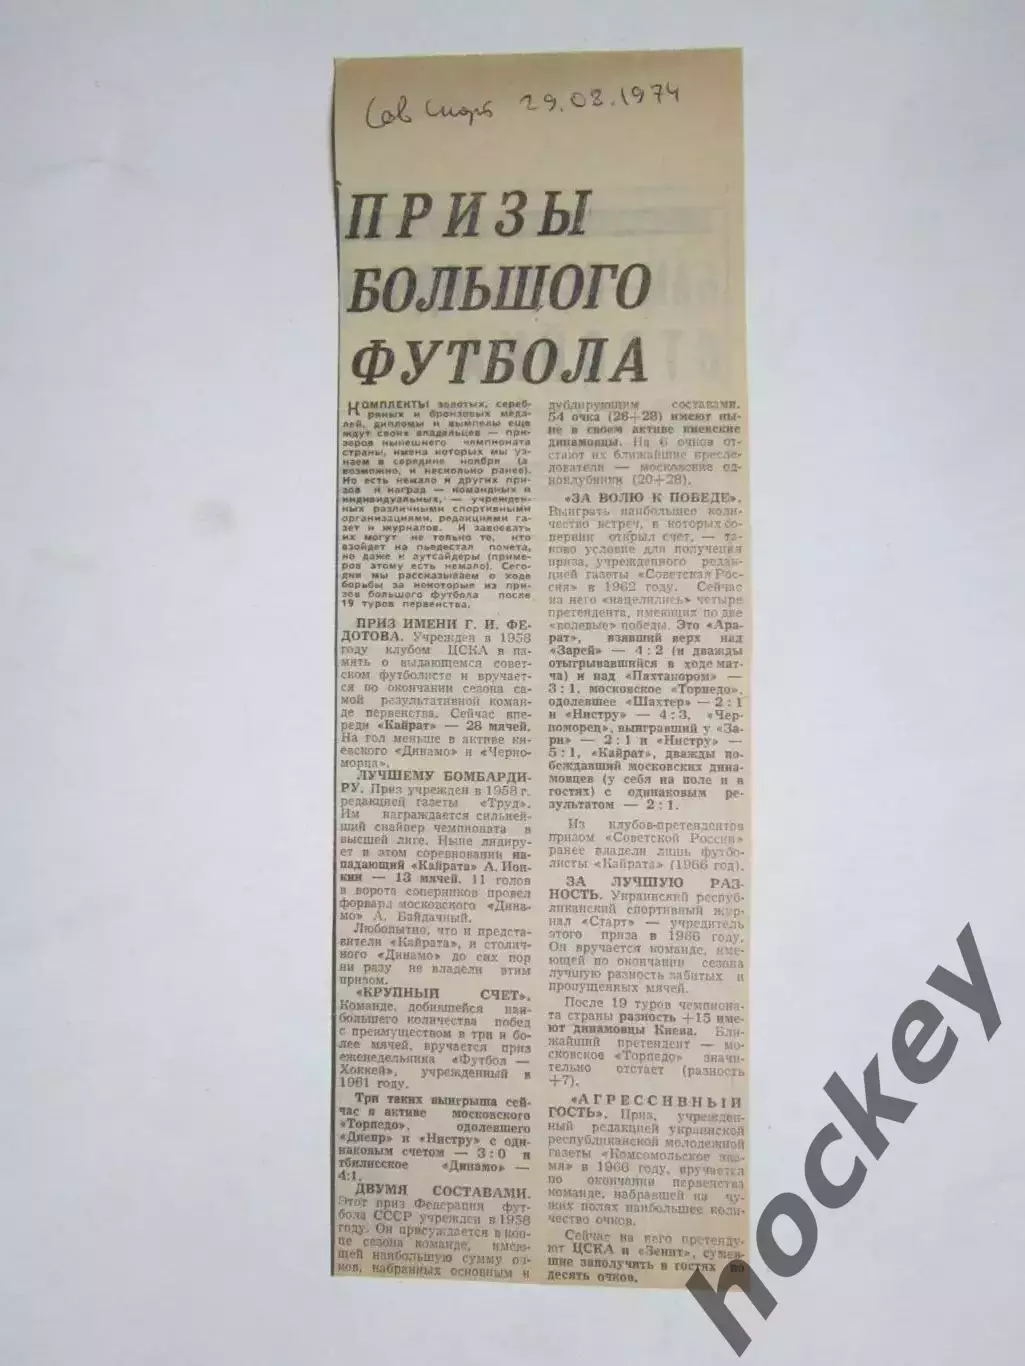 Сов спорт 29.08.1974
ПРИЗЫ
БОЛЬШОГО
ФУТБОЛА
КОМПЛЕКТЫ золотых, сереб-
ряных и бронзовых меда-
лей, дипломы и вымпелы еще
ждут своих владельцев — при-
зеров нынешнего чемпионата
страны, имена которых мы уз-
наем в середине ноября (а
возможно, и несколько ранее).
Но есть немало и других при-
зов и наград — командных и
индивидуальных, — учрежден-
ных различными спортивными
организациями, редакциями га-
зет и журналов. И завоевать
их могут не только те, кто
взойдет на пьедестал почета,
но даже и аутсайдеры (приме-
ров этому есть немало). Сего-
дня мы рассказываем о ходе
борьбы за некоторые из при-
зов большого футбола после
19 туров первенства.
ПРИЗ ИМЕНИ Г. И. ФЕ-
ДОТОВА. Учрежден в 1958
году клубом ЦСКА в па-
мять о выдающемся совет-
ском футболисте и вручает-
ся по окончании сезона са-
мой результативной коман-
де первенства. Сейчас впе-
реди «Кайрат» — 28 мячей.
На гол меньше в активе ки-
евского «Динамо» и «Черно-
морца».
ЛУЧШЕМУ БОМБАРДИ-
РУ. Приз учрежден в 1958 г.
редакцией газеты «Труд».
Им награждается сильней-
ший снайпер чемпионата в
высшей лиге. Ныне лидиру-
ет в этом соревновании на-
падающий «Кайрата» А. Ион-
кин — 13 мячей. 11 голов
в ворота соперников провел
форвард московского «Дина-
мо» А. Байдачный.
Любопытно, что и предста-
вители «Кайрата», и столич-
ного «Динамо» до сих пор
ни разу не владели этим
призом.
«КРУПНЫЙ СЧЕТ».
Команде, добившейся наи-
большего количества побед
с преимуществом в три и бо-
лее мячей, вручается приз
еженедельника «Футбол —
Хоккей», учрежденный в
1961 году.
Три таких выигрыша сей-
час в активе московского
«Торпедо», одолевшего
«Днепр» и «Нистру» с оди-
наковым счетом — 3:0 и
тбилисское «Динамо» —
4:1.
ДВУМЯ СОСТАВАМИ.
Этот приз Федерации фут-
бола СССР учрежден в 1958
году. Он присуждается в кон-
це сезона команде, имею-
щей наибольшую сумму оч-
ков, набранных основным и
дублирующим составами.
54 очка (26+28) имеют ны-
не в своем активе киевские
динамовцы. На 6 очков от-
стают их ближайшие пресле-
дователи — московские од-
ноклубники (20+28).
«ЗА ВОЛЮ К ПОБЕДЕ».
Выиграть наибольшее коли-
чество встреч, в которых со-
перник открыл счет, — та-
ково условие для получения
приза, учрежденного редак-
цией газеты «Советская Рос-
сия» в 1962 году. Сейчас
на него «нацелились» четыре
претендента, имеющих по две
«волевые» победы. Это «Ара-
рат», взявший верх над
«Зарей» — 4:2 (и дважды
отыгрывавшийся в ходе мат-
ча) и над «Пахтакором» —
3:1, московское «Торпедо»,
одолевшее «Шахтер» — 2:1
и «Нистру» — 4:3, «Чер-
номорец», выигравший у «За-
ри» — 2:1 и «Нистру» —
5:1, «Кайрат», дважды по-
беждавший московских дина-
мовцев (у себя на поле и в
гостях) с одинаковым ре-
зультатом — 2:1.
Из клубов-претендентов
призом «Советской России»
ранее владели лишь футбо-
листы «Кайрата» (1966 год).
ЗА ЛУЧШУЮ РАЗ-
НОСТЬ. Украинский респуб-
ликанский спортивный жур-
нал «Старт» — учредитель
этого приза в 1966 году.
Он вручается команде, име-
ющей по окончании сезона
лучшую разность забитых и
пропущенных мячей.
После 19 туров чемпиона-
та страны разность +15 име-
ют динамовцы Киева. Бли-
жайший претендент — мо-
сковское «Торпедо» значи-
тельно отстает (разность
+7).
«АГРЕССИВНЫЙ
ГОСТЬ». Приз, учрежден-
ный редакцией украинской
республиканской молодежной
газеты «Комсомольское зна-
мя» в 1966 году, вручается
по окончании первенства
команде, набравшей на чу-
жих полях наибольшее коли-
чество очков.
Сейчас на него претенду-
ют ЦСКА и «Зенит», сумев-
шие заполучить в гостях по
десять очков.
hockey